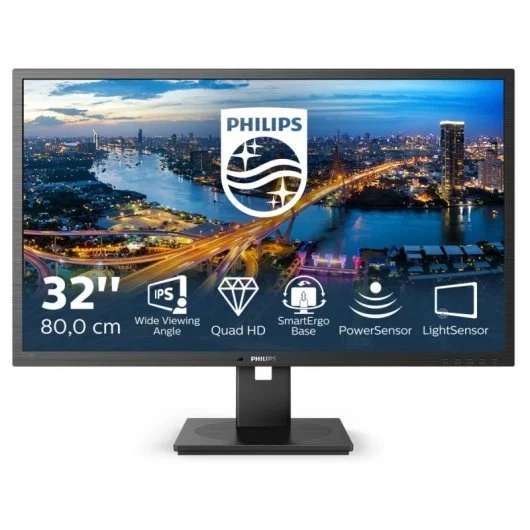 PHILIPS
32"
80,0 cm
IPS
Wide Viewing
Angle
Quad HD
SmartErgo
Base
PowerSensor
LightSensor
PHILIPS